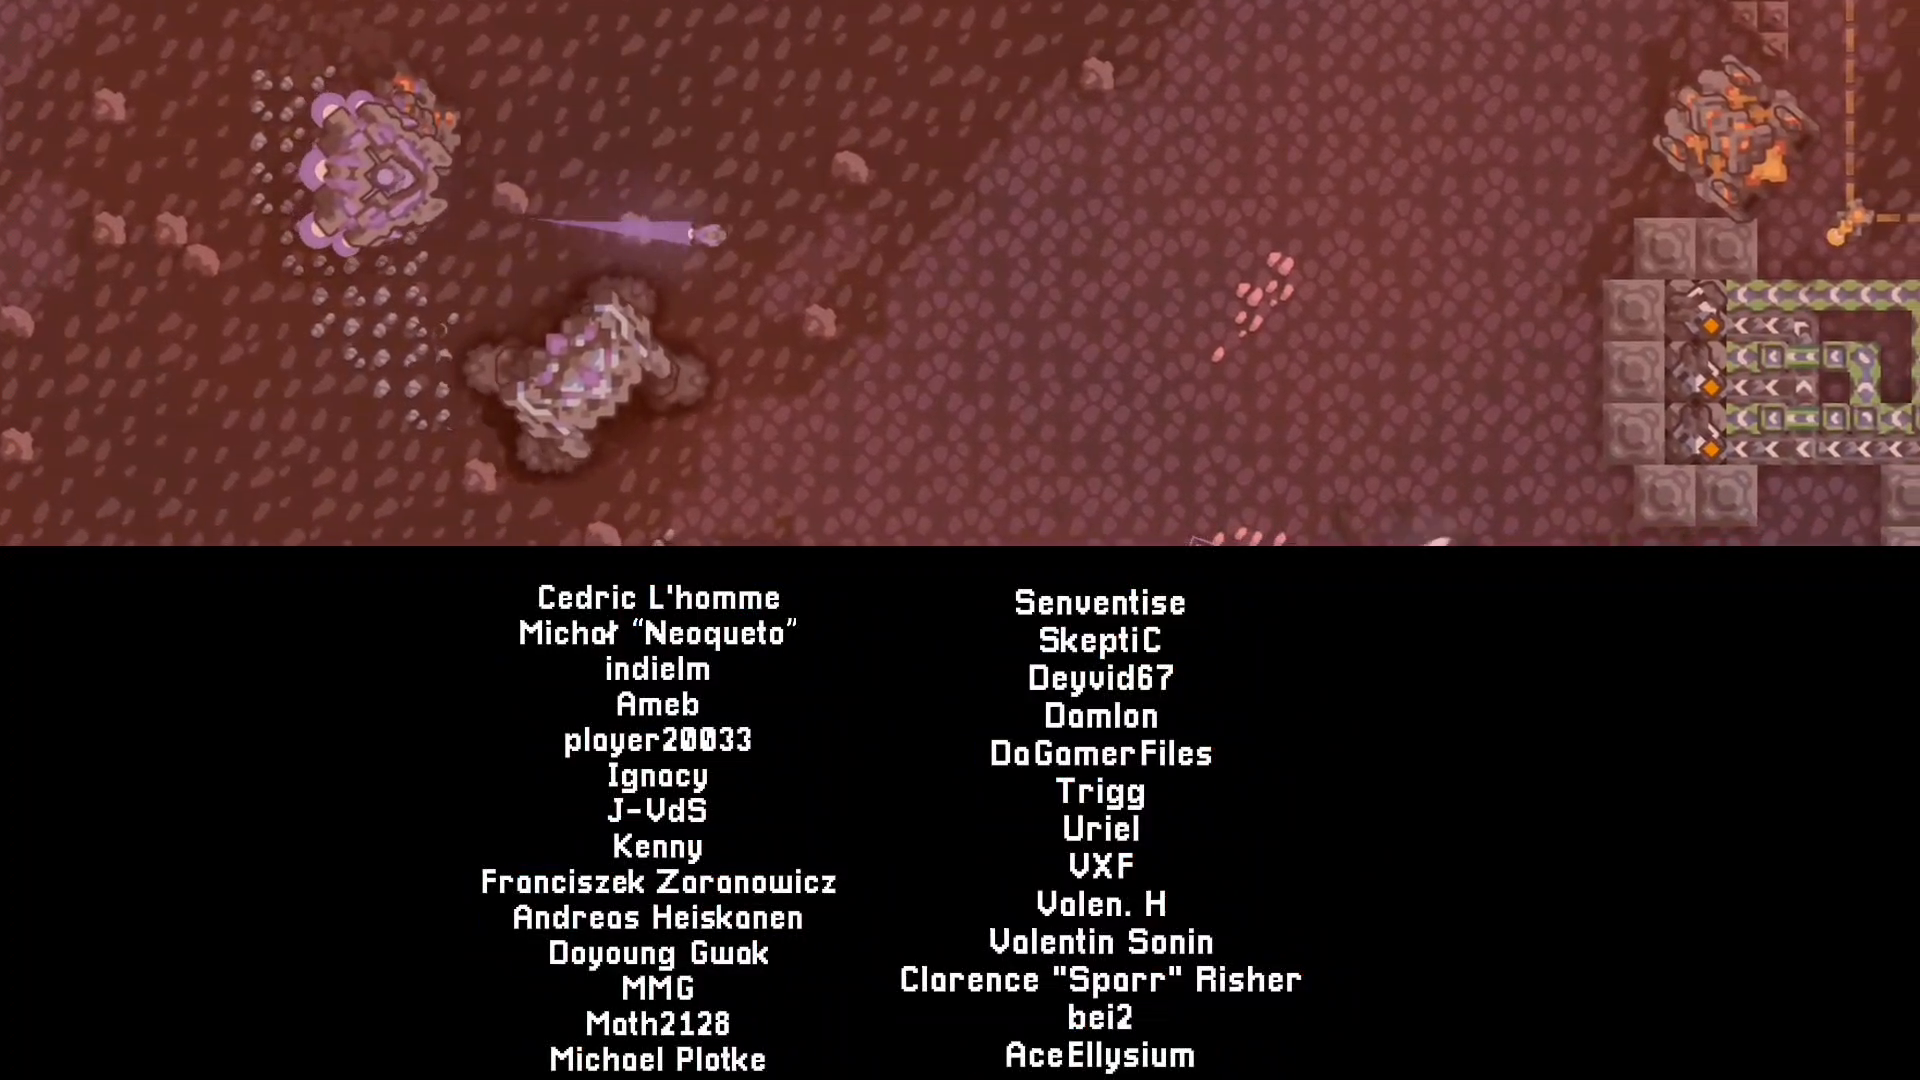 Cedric L'homme
Michał “Neoqueto”
indielm
Ameb
player20033
Ignacy
J-VdS
Kenny
Franciszek Zaranowicz
Andreas Heiskanen
Doyoung Gwak
MMG
Math2128
Michael Plotke
Senventise
SkeptiC
Deyvid67
Damlon
DaGamerFiles
Trigg
Uriel
VXF
Valen. H
Valentin Sonin
Clarence "Sparr" Risher
bei2
AceEllysium